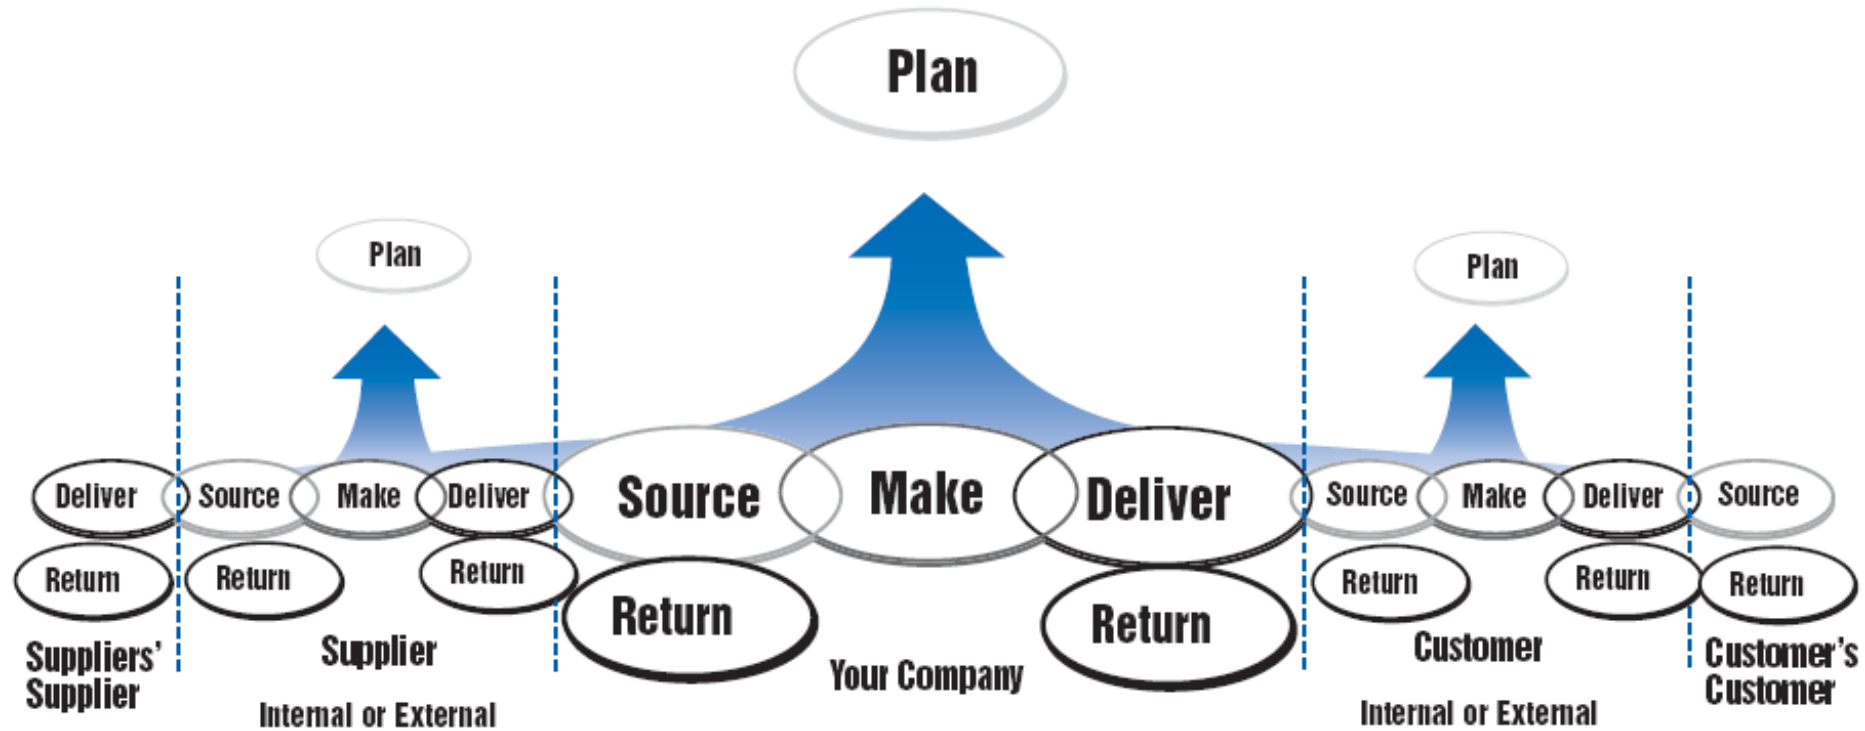 Plan
Plan
Plan
Deliver
Source
Make
Deliver
Source
Make
Deliver
Source
Make
Deliver
Source
Return
Return
Return
Return
Return
Return
Return
Return
Suppliers’
Supplier
Supplier
Internal or External
Your Company
Customer
Internal or External
Customer’s
Customer